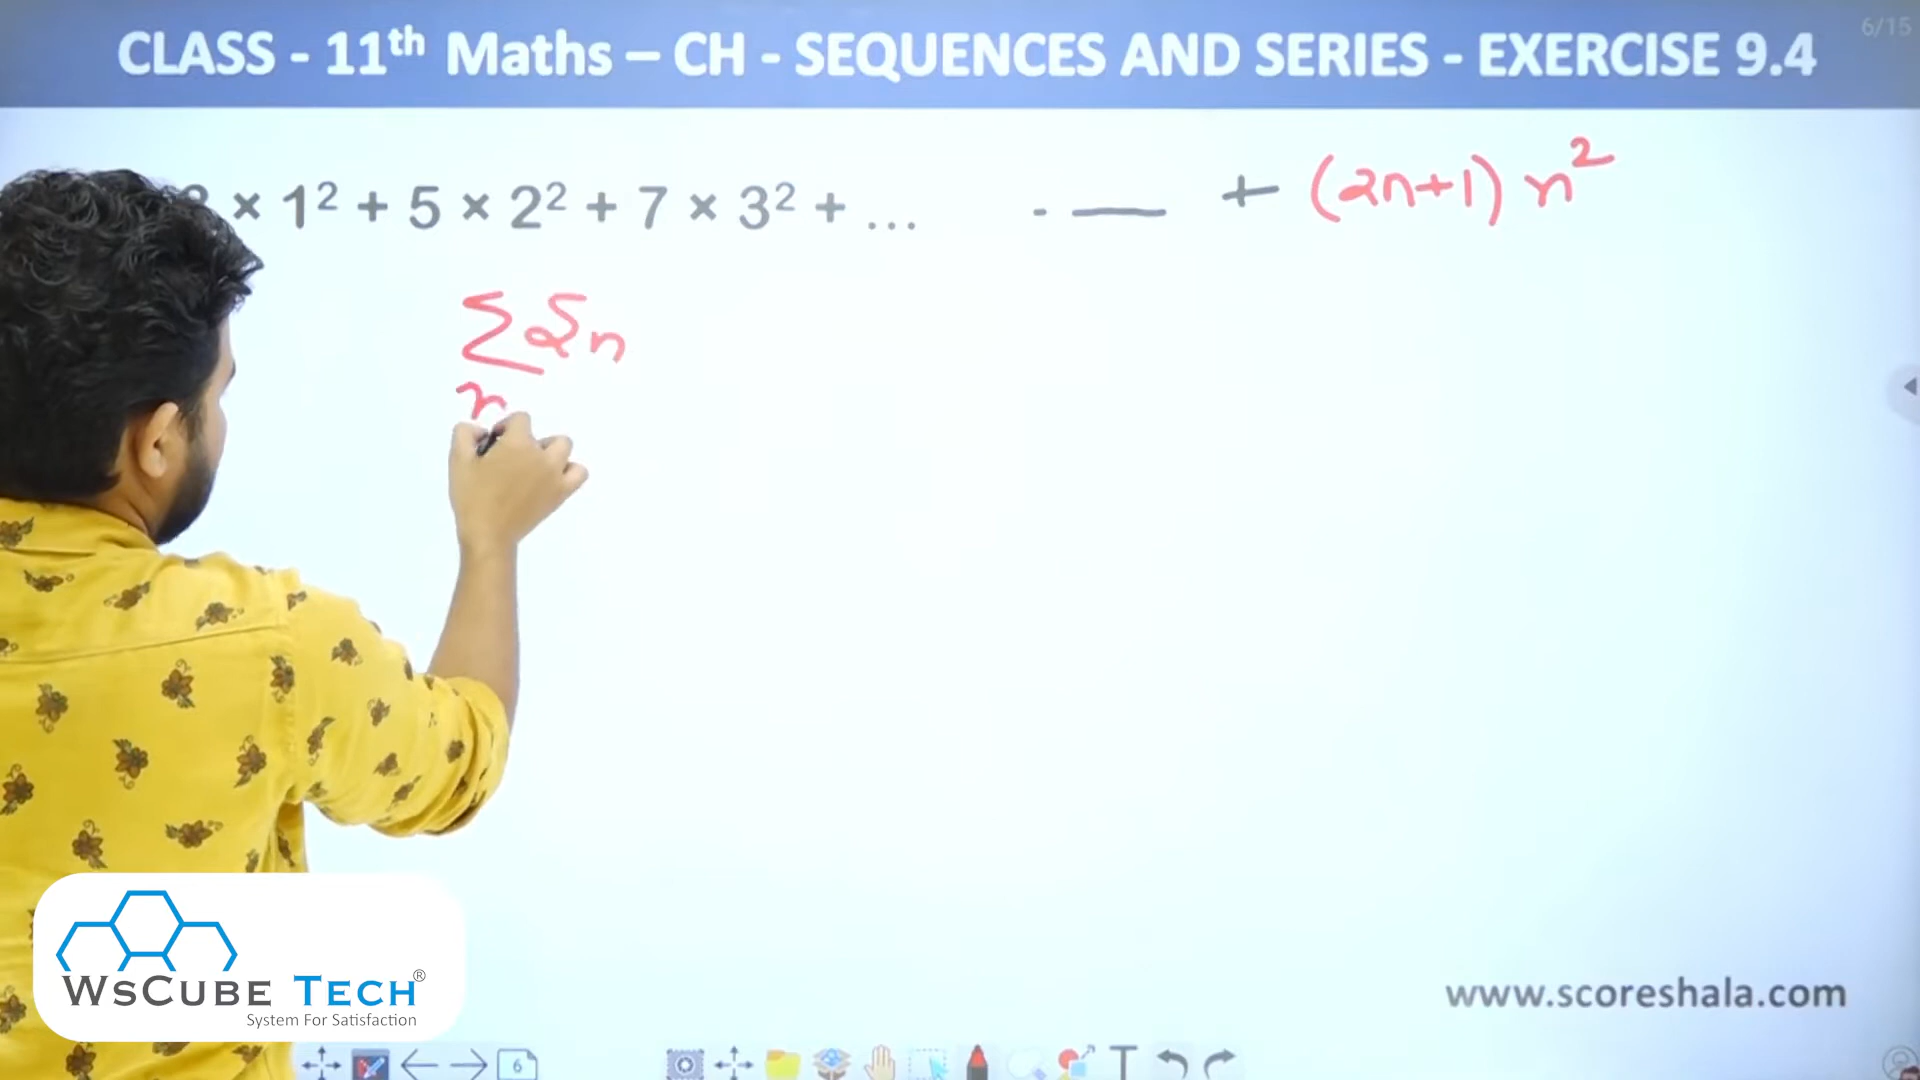 6/15
CLASS - 11th Maths – CH - SEQUENCES AND SERIES - EXERCISE 9.4
× 1² + 5 × 2² + 7 × 3² + ... - — + (2n+1) n²
Σ
n
WSCUBE TECH®
System For Satisfaction
www.scoreshala.com
6
T